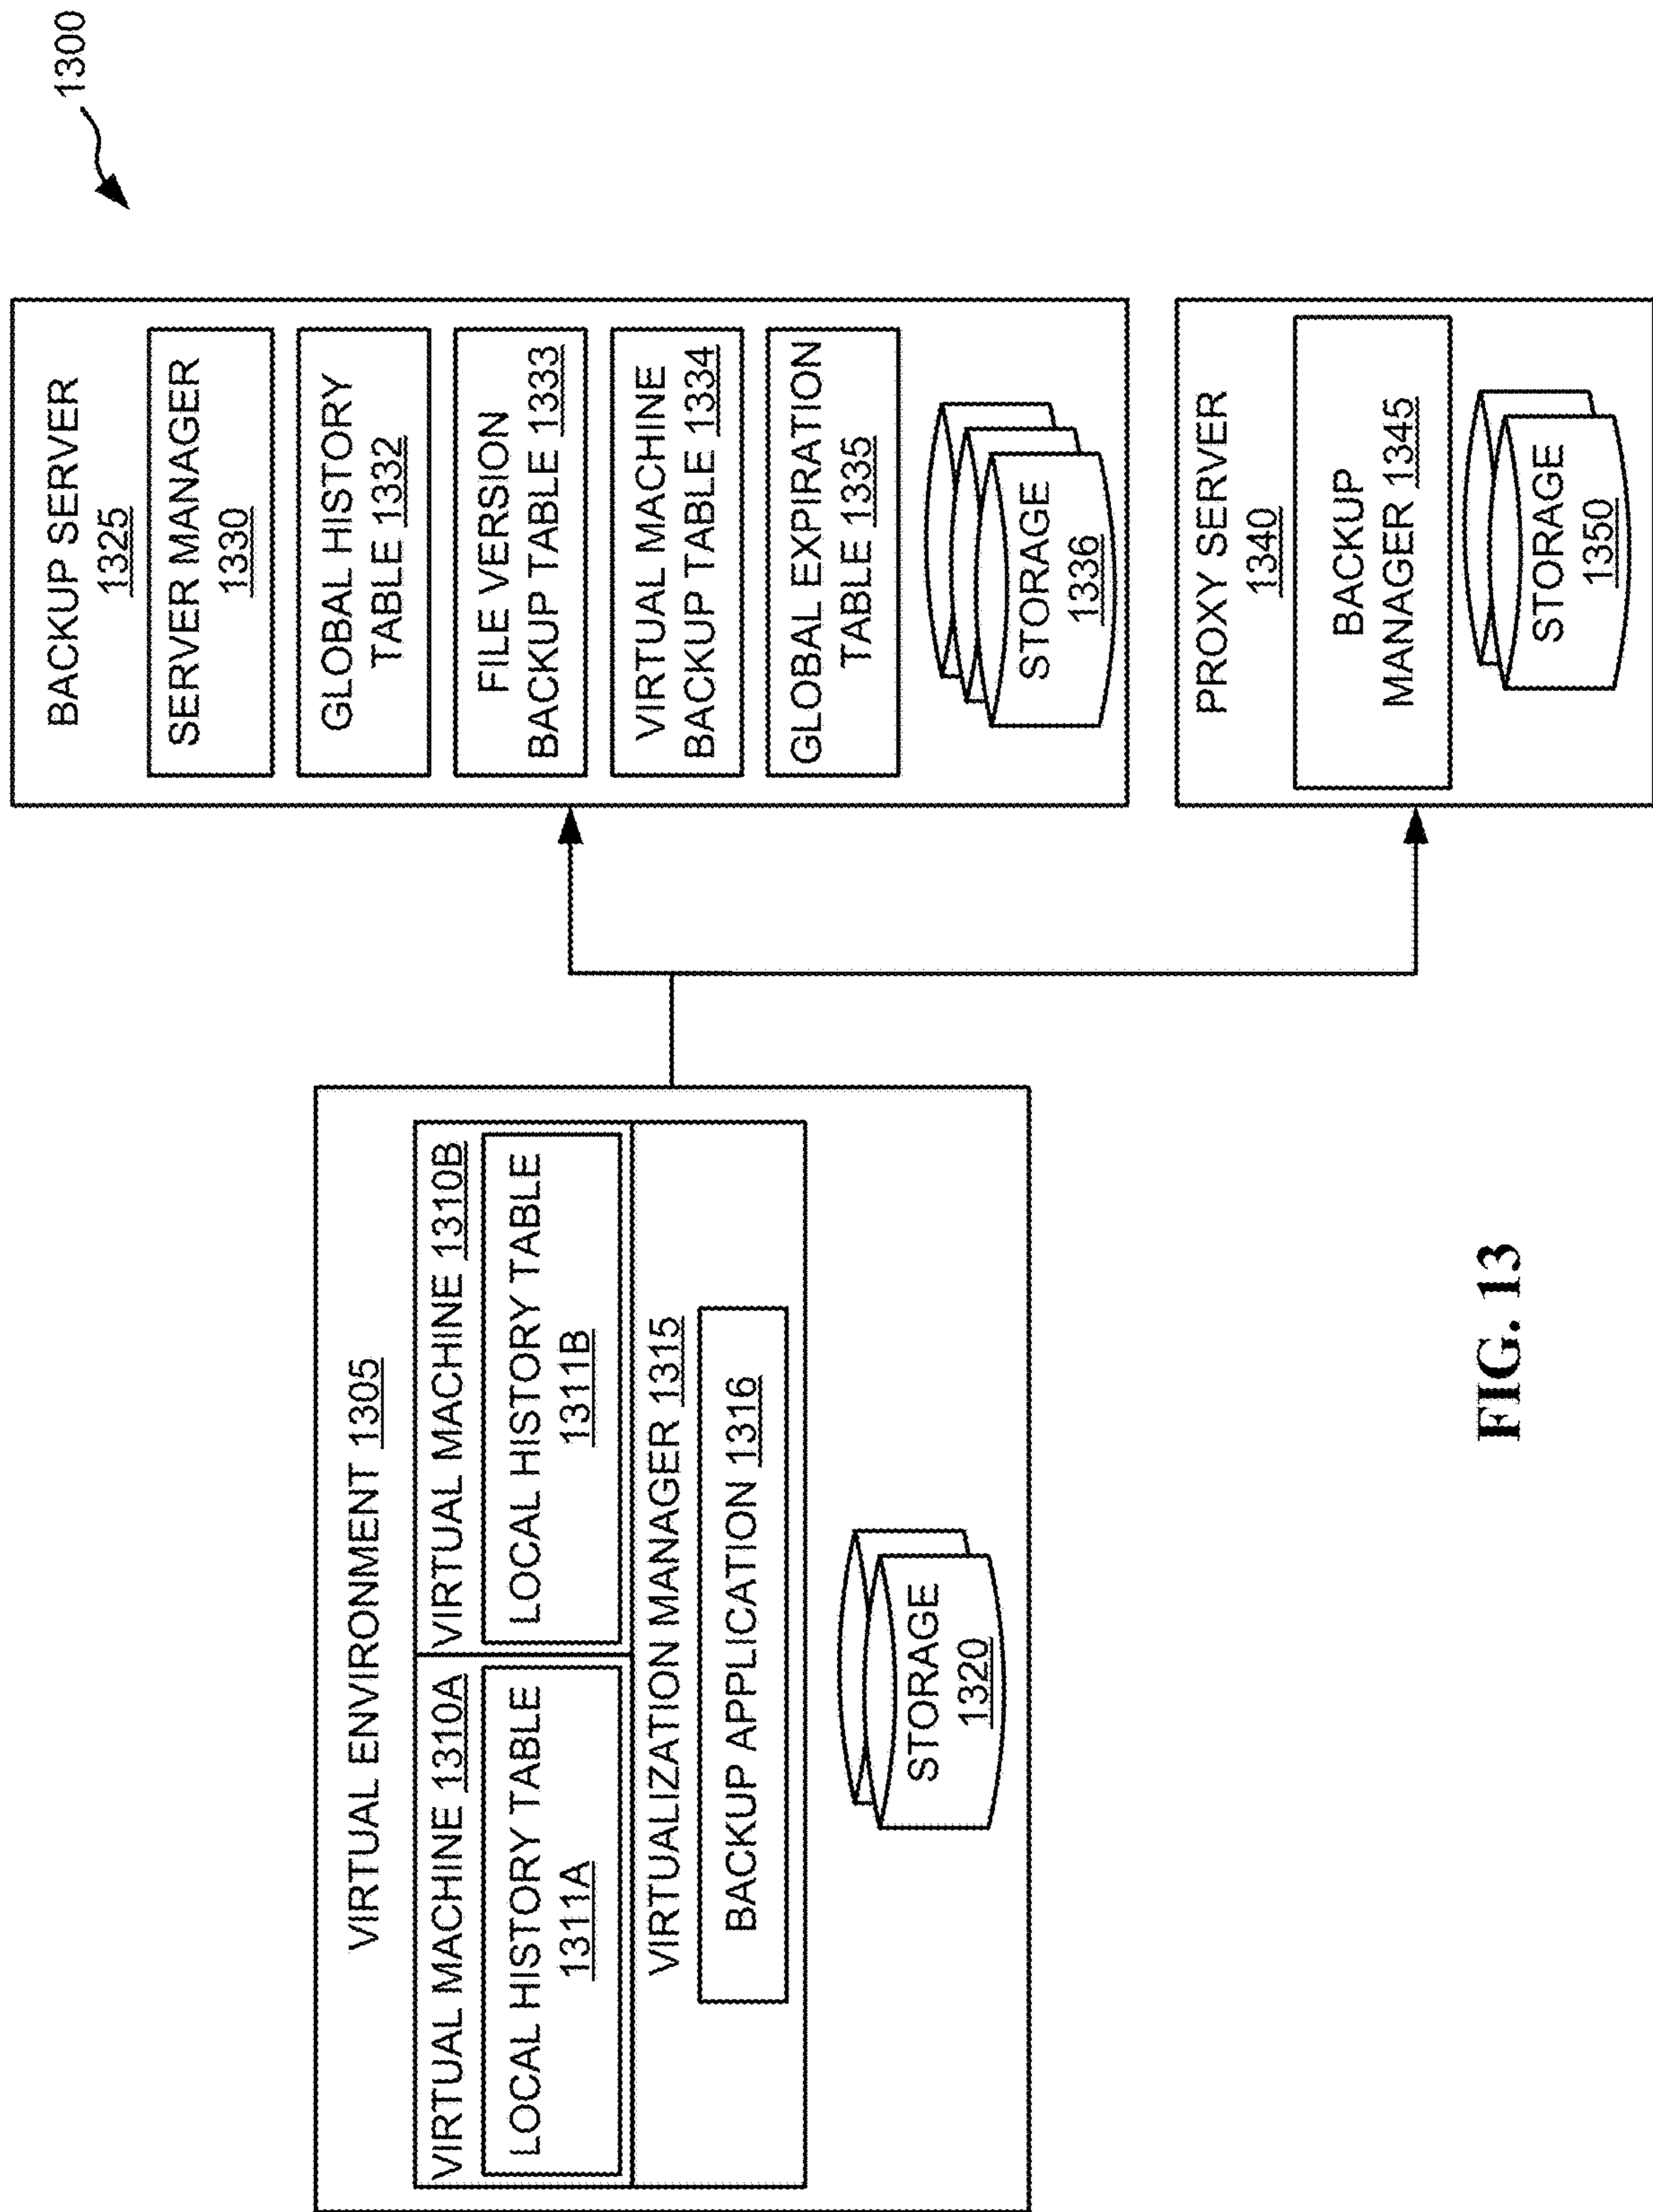 1300
VIRTUAL ENVIRONMENT 1305
VIRTUAL MACHINE 1310A
LOCAL HISTORY TABLE
1311A
VIRTUAL MACHINE 1310B
LOCAL HISTORY TABLE
1311B
VIRTUALIZATION MANAGER 1315
BACKUP APPLICATION 1316
STORAGE
1320
BACKUP SERVER
1325
SERVER MANAGER
1330
GLOBAL HISTORY
TABLE 1332
FILE VERSION
BACKUP TABLE 1333
VIRTUAL MACHINE
BACKUP TABLE 1334
GLOBAL EXPIRATION
TABLE 1335
STORAGE
1336
PROXY SERVER
1340
BACKUP
MANAGER 1345
STORAGE
1350
FIG. 13